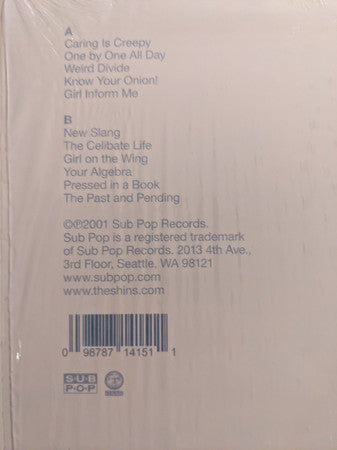 A
Caring Is Creepy
One by One All Day
Weird Divide
Know Your Onion!
Girl Inform Me
B
New Slang
The Celibate Life
Girl on the Wing
Your Algebra
Pressed in a Book
The Past and Pending
©℗2001 Sub Pop Records.
Sub Pop is a registered trademark
of Sub Pop Records. 2013 4th Ave.,
3rd Floor, Seattle, WA 98121
www.subpop.com
www.theshins.com
0 98787 14151 1
SUB
POP